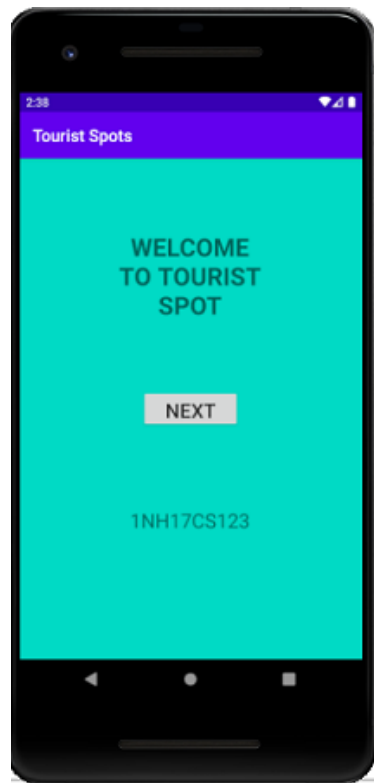 2:38
Tourist Spots
WELCOME
TO TOURIST
SPOT
NEXT
1NH17CS123